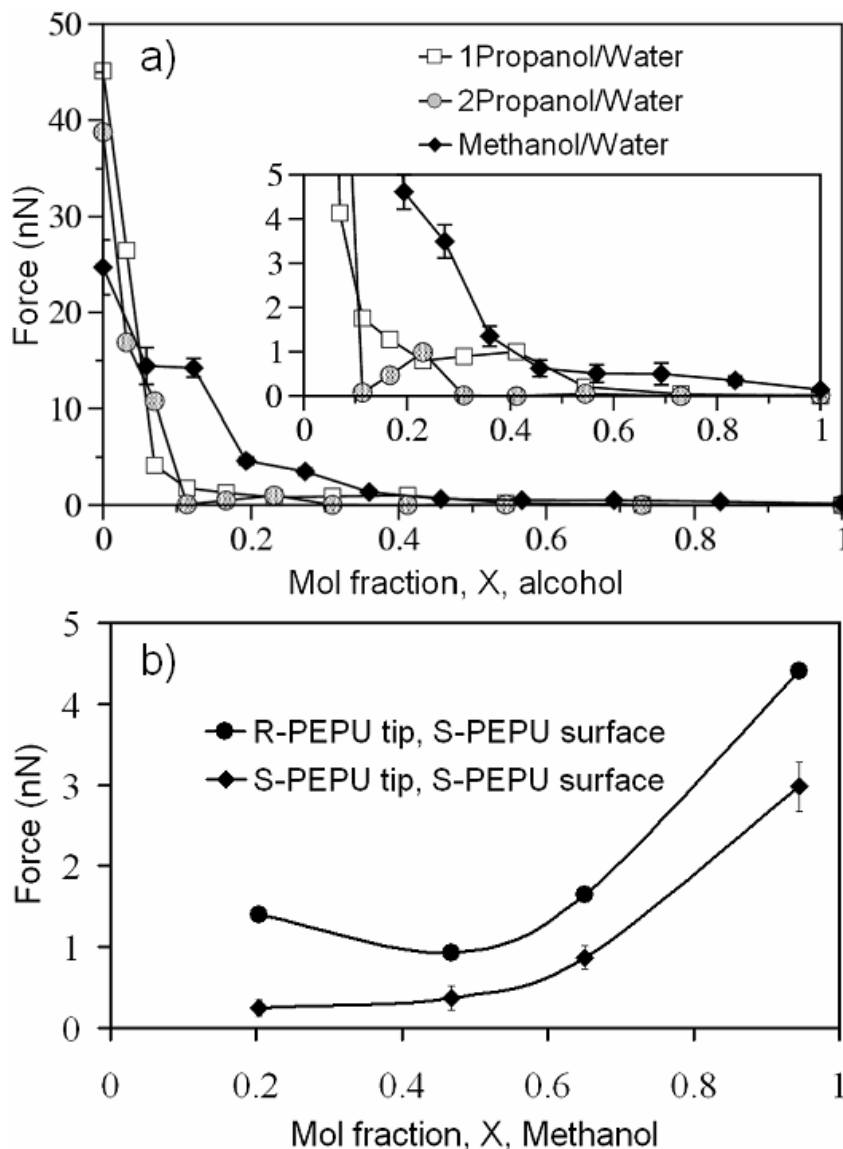 a)
1Propanol/Water
2Propanol/Water
Methanol/Water
Force (nN)
50
40
30
20
10
0
5
4
3
2
1
0
0 0.2 0.4 0.6 0.8 1
0 0.2 0.4 0.6 0.8 1
Mol fraction, X, alcohol
b)
R-PEPU tip, S-PEPU surface
S-PEPU tip, S-PEPU surface
Force (nN)
5
4
3
2
1
0
0 0.2 0.4 0.6 0.8 1
Mol fraction, X, Methanol